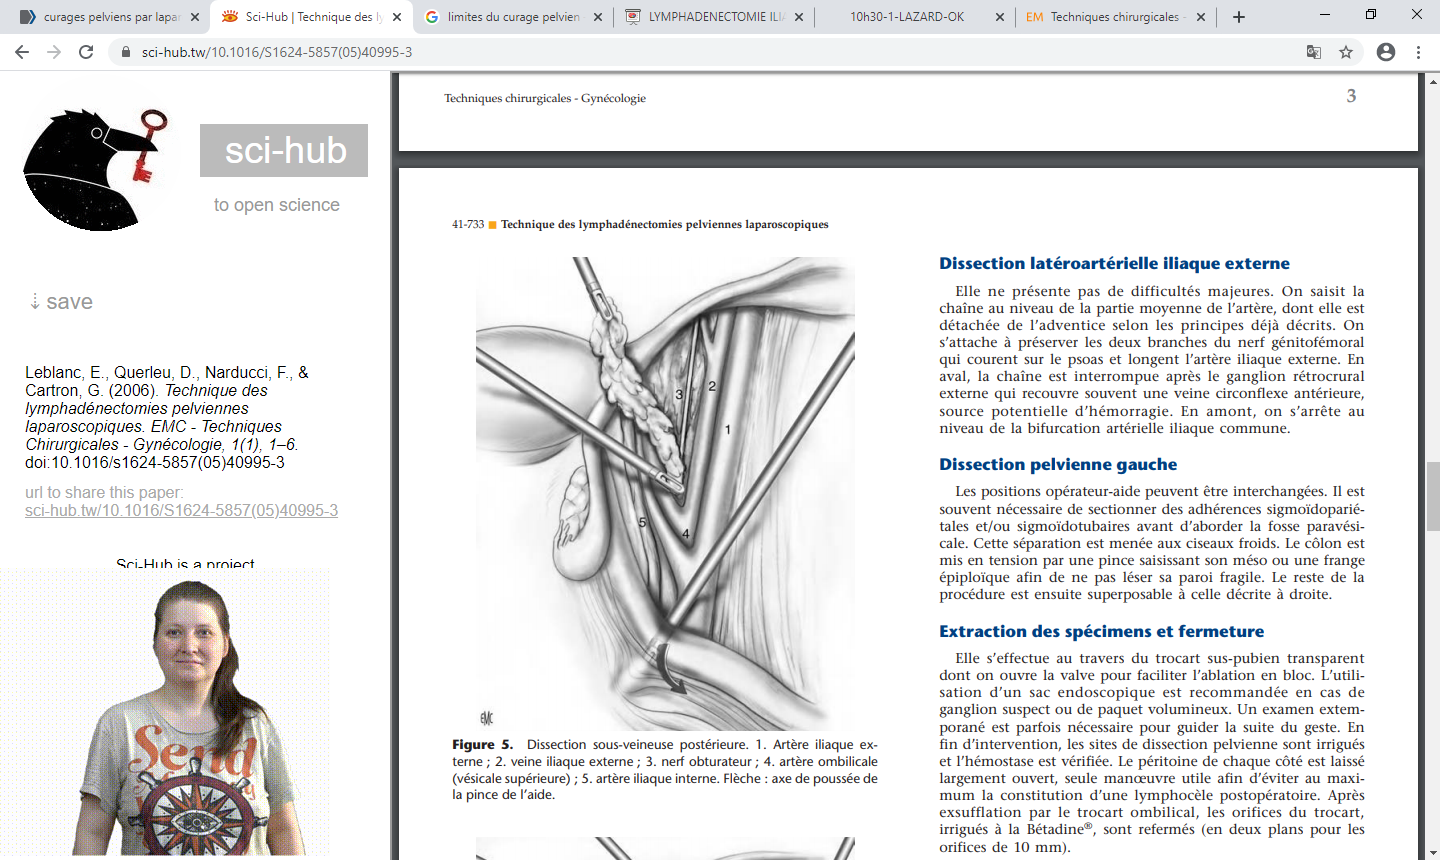 curages pelviens par lapar
Sci-Hub | Technique des ly
limites du curage pelvien
LYMPHADENECTOMIE ILIA
10h30-1-LAZARD-OK
EM Techniques chirurgicales -
sci-hub.tw/10.1016/S1624-5857(05)40995-3
sci-hub
to open science
⇣ save
Leblanc, E., Querleu, D., Narducci, F., &
Cartron, G. (2006). Technique des
lymphadénectomies pelviennes
laparoscopiques. EMC - Techniques
Chirurgicales - Gynécologie, 1(1), 1–6.
doi:10.1016/s1624-5857(05)40995-3
url to share this paper:
sci-hub.tw/10.1016/S1624-5857(05)40995-3
Sci-Hub is a project
Send
Techniques chirurgicales - Gynécologie
3
41-733 ■ Technique des lymphadénectomies pelviennes laparoscopiques
3
2
1
5
4
EMC
Figure 5. Dissection sous-veineuse postérieure. 1. Artère iliaque ex-
terne ; 2. veine iliaque externe ; 3. nerf obturateur ; 4. artère ombilicale
(vésicale supérieure) ; 5. artère iliaque interne. Flèche : axe de poussée de
la pince de l'aide.
Dissection latéroartérielle iliaque externe
Elle ne présente pas de difficultés majeures. On saisit la
chaîne au niveau de la partie moyenne de l'artère, dont elle est
détachée de l'adventice selon les principes déjà décrits. On
s'attache à préserver les deux branches du nerf génitofémoral
qui courent sur le psoas et longent l'artère iliaque externe. En
aval, la chaîne est interrompue après le ganglion rétrocrural
externe qui recouvre souvent une veine circonflexe antérieure,
source potentielle d'hémorragie. En amont, on s'arrête au
niveau de la bifurcation artérielle iliaque commune.
Dissection pelvienne gauche
Les positions opérateur-aide peuvent être interchangées. Il est
souvent nécessaire de sectionner des adhérences sigmoïdoparié-
tales et/ou sigmoïdotubaires avant d'aborder la fosse paravési-
cale. Cette séparation est menée aux ciseaux froids. Le côlon est
mis en tension par une pince saisissant son méso ou une frange
épiploïque afin de ne pas léser sa paroi fragile. Le reste de la
procédure est ensuite superposable à celle décrite à droite.
Extraction des spécimens et fermeture
Elle s'effectue au travers du trocart sus-pubien transparent
dont on ouvre la valve pour faciliter l'ablation en bloc. L'utili-
sation d'un sac endoscopique est recommandée en cas de
ganglion suspect ou de paquet volumineux. Un examen extem-
porané est parfois nécessaire pour guider la suite du geste. En
fin d'intervention, les sites de dissection pelvienne sont irrigués
et l'hémostase est vérifiée. Le péritoine de chaque côté est laissé
largement ouvert, seule manœuvre utile afin d'éviter au maxi-
mum la constitution d'une lymphocèle postopératoire. Après
exsufflation par le trocart ombilical, les orifices du trocart,
irrigués à la Bétadine®, sont refermés (en deux plans pour les
orifices de 10 mm).